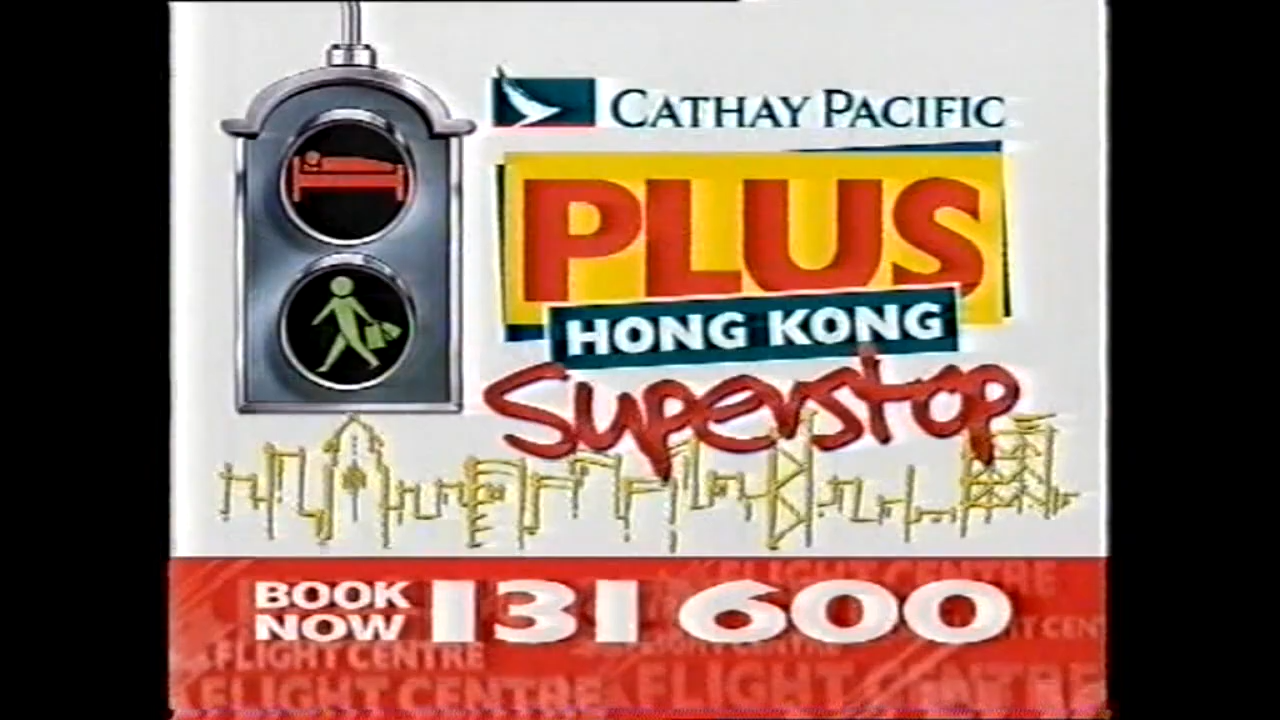 CATHAY PACIFIC
PLUS
HONG KONG
Superstop
BOOK NOW 131 600
FLIGHT CENTRE
FLIGHT CENTRE
FLIGHT CENTRE
FLIGHT CENTRE